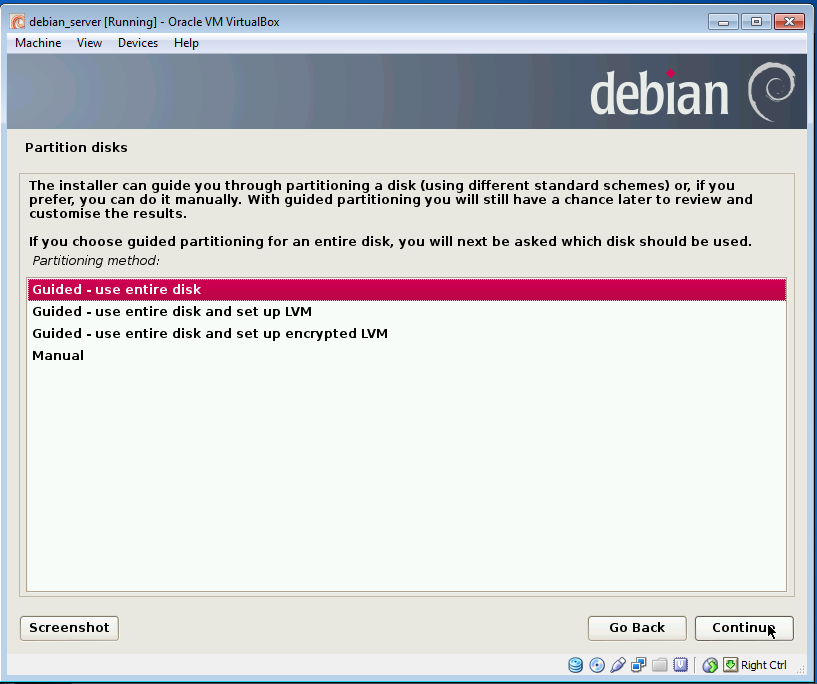 debian_server [Running] - Oracle VM VirtualBox
Machine View Devices Help
debian
Partition disks
The installer can guide you through partitioning a disk (using different standard schemes) or, if you
prefer, you can do it manually. With guided partitioning you will still have a chance later to review and
customise the results.
If you choose guided partitioning for an entire disk, you will next be asked which disk should be used.
Partitioning method:
Guided - use entire disk
Guided - use entire disk and set up LVM
Guided - use entire disk and set up encrypted LVM
Manual
Screenshot Go Back Continue
Right Ctrl